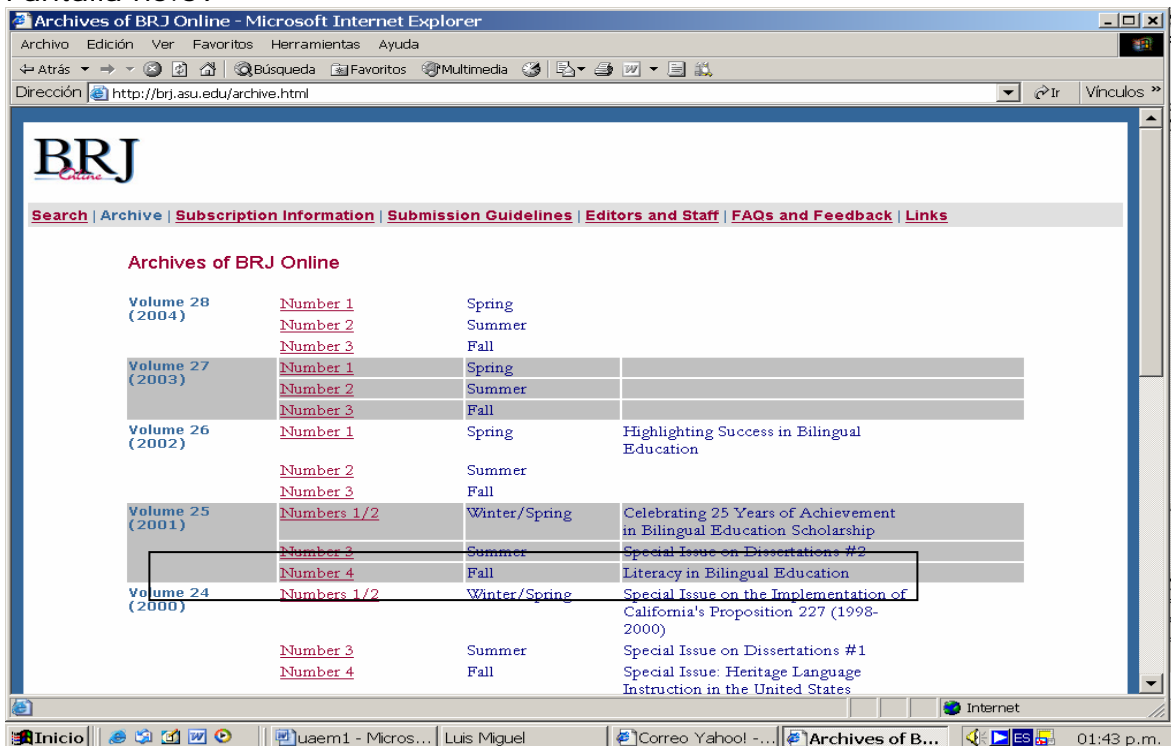 Archives of BRJ Online - Microsoft Internet Explorer
Archivo Edición Ver Favoritos Herramientas Ayuda
Atrás Búsqueda Favoritos Multimedia
Dirección http://brj.asu.edu/archive.html Ir Vínculos »
BRJ
Online
Search | Archive | Subscription Information | Submission Guidelines | Editors and Staff | FAQs and Feedback | Links
Archives of BRJ Online
Volume 28 Number 1 Spring
(2004)
Number 2 Summer
Number 3 Fall
Volume 27 Number 1 Spring
(2003)
Number 2 Summer
Number 3 Fall
Volume 26 Number 1 Spring Highlighting Success in Bilingual
(2002) Education
Number 2 Summer
Number 3 Fall
Volume 25 Numbers 1/2 Winter/Spring Celebrating 25 Years of Achievement
(2001) in Bilingual Education Scholarship
Number 3 Summer Special Issue on Dissertations #2
Number 4 Fall Literacy in Bilingual Education
Volume 24 Numbers 1/2 Winter/Spring Special Issue on the Implementation of
(2000) California's Proposition 227 (1998-
2000)
Number 3 Summer Special Issue on Dissertations #1
Number 4 Fall Special Issue: Heritage Language
Instruction in the United States
Internet
Inicio uaem1 - Micros... Luis Miguel Correo Yahoo! -... Archives of B... ES 01:43 p.m.